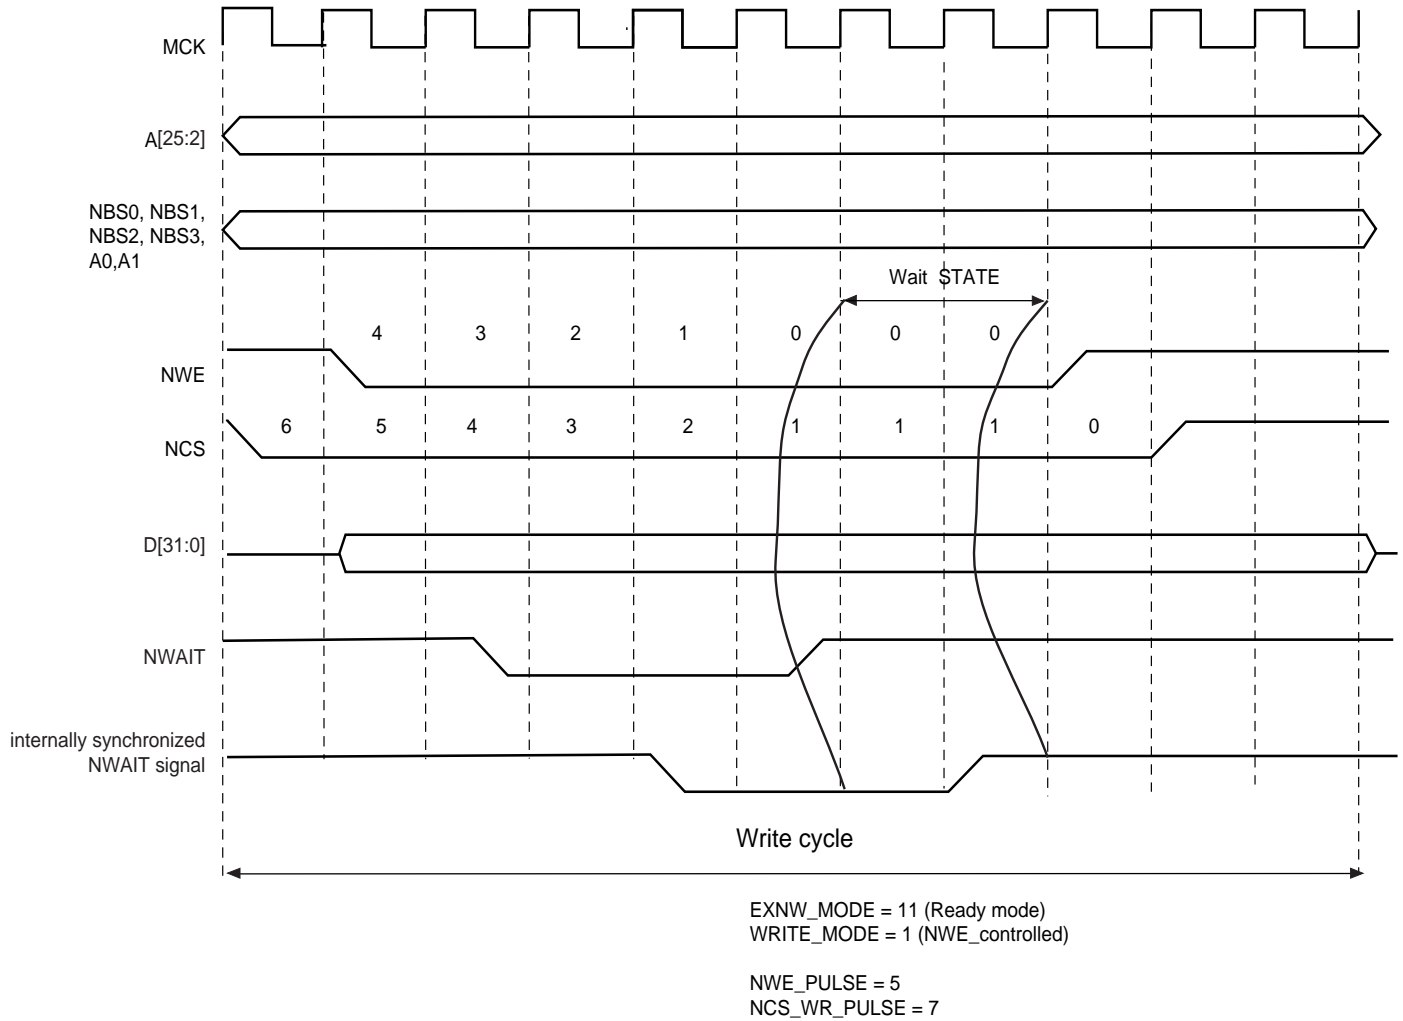 MCK
A[25:2]
NBS0, NBS1,
NBS2, NBS3,
A0,A1
Wait STATE
4 3 2 1 0 0 0
NWE
6 5 4 3 2 1 1 1 0
NCS
D[31:0]
NWAIT
internally synchronized
NWAIT signal
Write cycle
EXNW_MODE = 11 (Ready mode)
WRITE_MODE = 1 (NWE_controlled)
NWE_PULSE = 5
NCS_WR_PULSE = 7